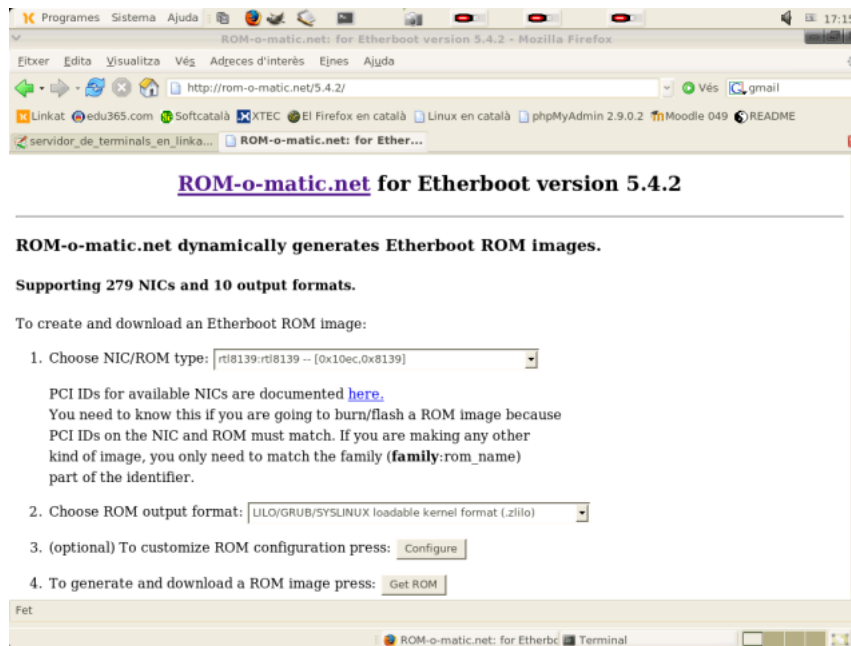 Programes Sistema Ajuda 17:15
ROM-o-matic.net: for Etherboot version 5.4.2 - Mozilla Firefox
Fitxer Edita Visualitza Vés Adreces d'interès Eines Ajuda
http://rom-o-matic.net/5.4.2/ Vés gmail
Linkat edu365.com Softcatalà XTEC El Firefox en català Linux en català phpMyAdmin 2.9.0.2 Moodle 049 README
servidor_de_terminals_en_linka... ROM-o-matic.net: for Ether...
ROM-o-matic.net for Etherboot version 5.4.2
ROM-o-matic.net dynamically generates Etherboot ROM images.
Supporting 279 NICs and 10 output formats.
To create and download an Etherboot ROM image:
1. Choose NIC/ROM type: rtl8139:rtl8139 -- [0x10ec,0x8139]
PCI IDs for available NICs are documented here.
You need to know this if you are going to burn/flash a ROM image because
PCI IDs on the NIC and ROM must match. If you are making any other
kind of image, you only need to match the family (family:rom_name)
part of the identifier.
2. Choose ROM output format: LILO/GRUB/SYSLINUX loadable kernel format (.zlilo)
3. (optional) To customize ROM configuration press: Configure
4. To generate and download a ROM image press: Get ROM
Fet
ROM-o-matic.net: for Etherbc Terminal